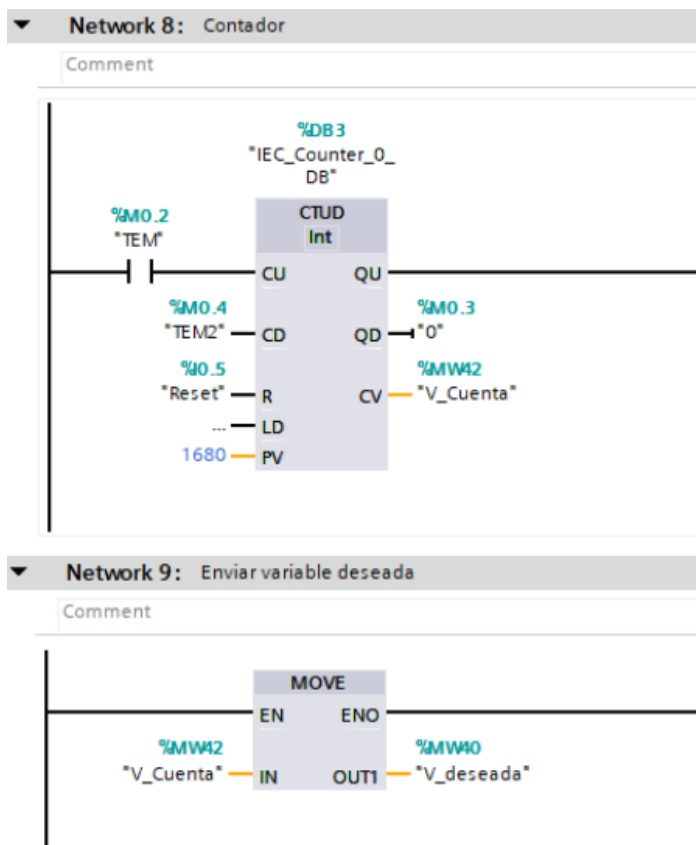 Network 8: Contador
Comment
%DB3
"IEC_Counter_0_
DB"
CTUD
Int
%M0.2
"TEM"
CU
QU
%M0.4
"TEM2"
CD
QD
%M0.3
"0"
%I0.5
"Reset"
R
CV
%MW42
"V_Cuenta"
...
LD
1680
PV
Network 9: Enviar variable deseada
Comment
MOVE
EN
ENO
%MW42
"V_Cuenta"
IN
OUT1
%MW40
"V_deseada"